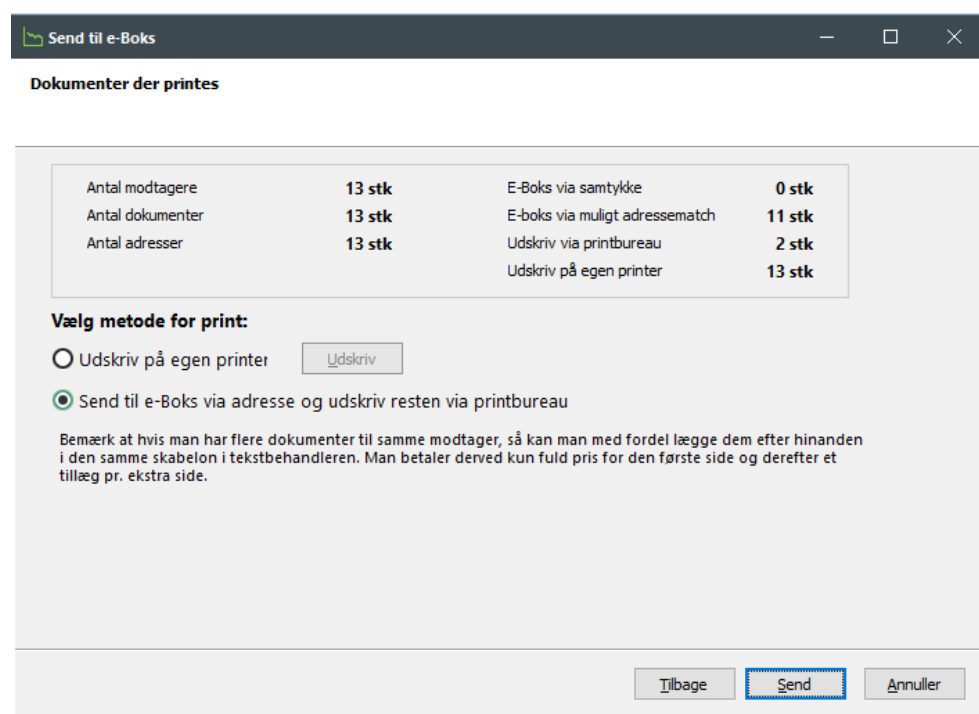 Send til e-Boks
Dokumenter der printes
Antal modtagere 13 stk E-Boks via samtykke 0 stk
Antal dokumenter 13 stk E-boks via muligt adressematch 11 stk
Antal adresser 13 stk Udskriv via printbureau 2 stk
Udskriv på egen printer 13 stk
Vælg metode for print:
Udskriv på egen printer Udskriv
Send til e-Boks via adresse og udskriv resten via printbureau
Bemærk at hvis man har flere dokumenter til samme modtager, så kan man med fordel lægge dem efter hinanden
i den samme skabelon i tekstbehandleren. Man betaler derved kun fuld pris for den første side og derefter et
tillæg pr. ekstra side.
Tilbage Send Annuller